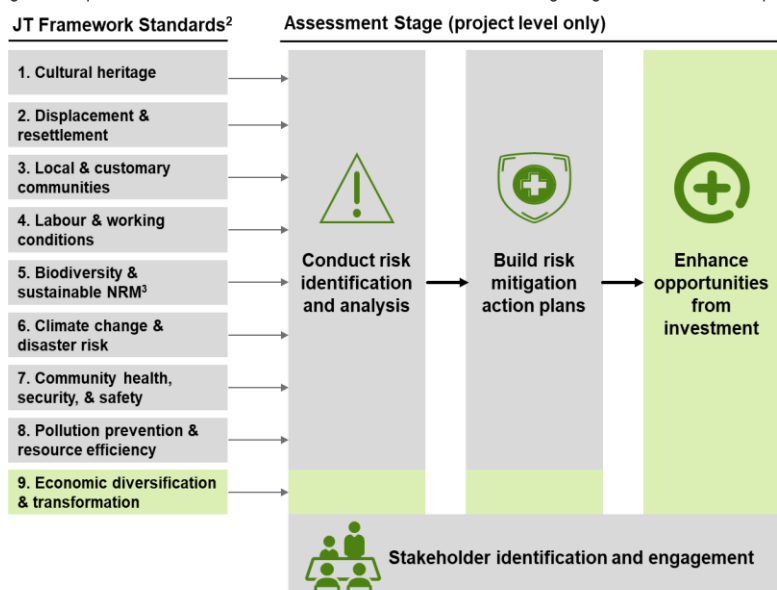 JT Framework Standards²
Assessment Stage (project level only)
1. Cultural heritage
2. Displacement &
resettlement
3. Local & customary
communities
4. Labour & working
conditions
5. Biodiversity &
sustainable NRM³
6. Climate change &
disaster risk
7. Community health,
security, & safety
8. Pollution prevention &
resource efficiency
9. Economic diversification
& transformation
Conduct risk
identification
and analysis
Build risk
mitigation
action plans
Enhance
opportunities
from
investment
Stakeholder identification and engagement